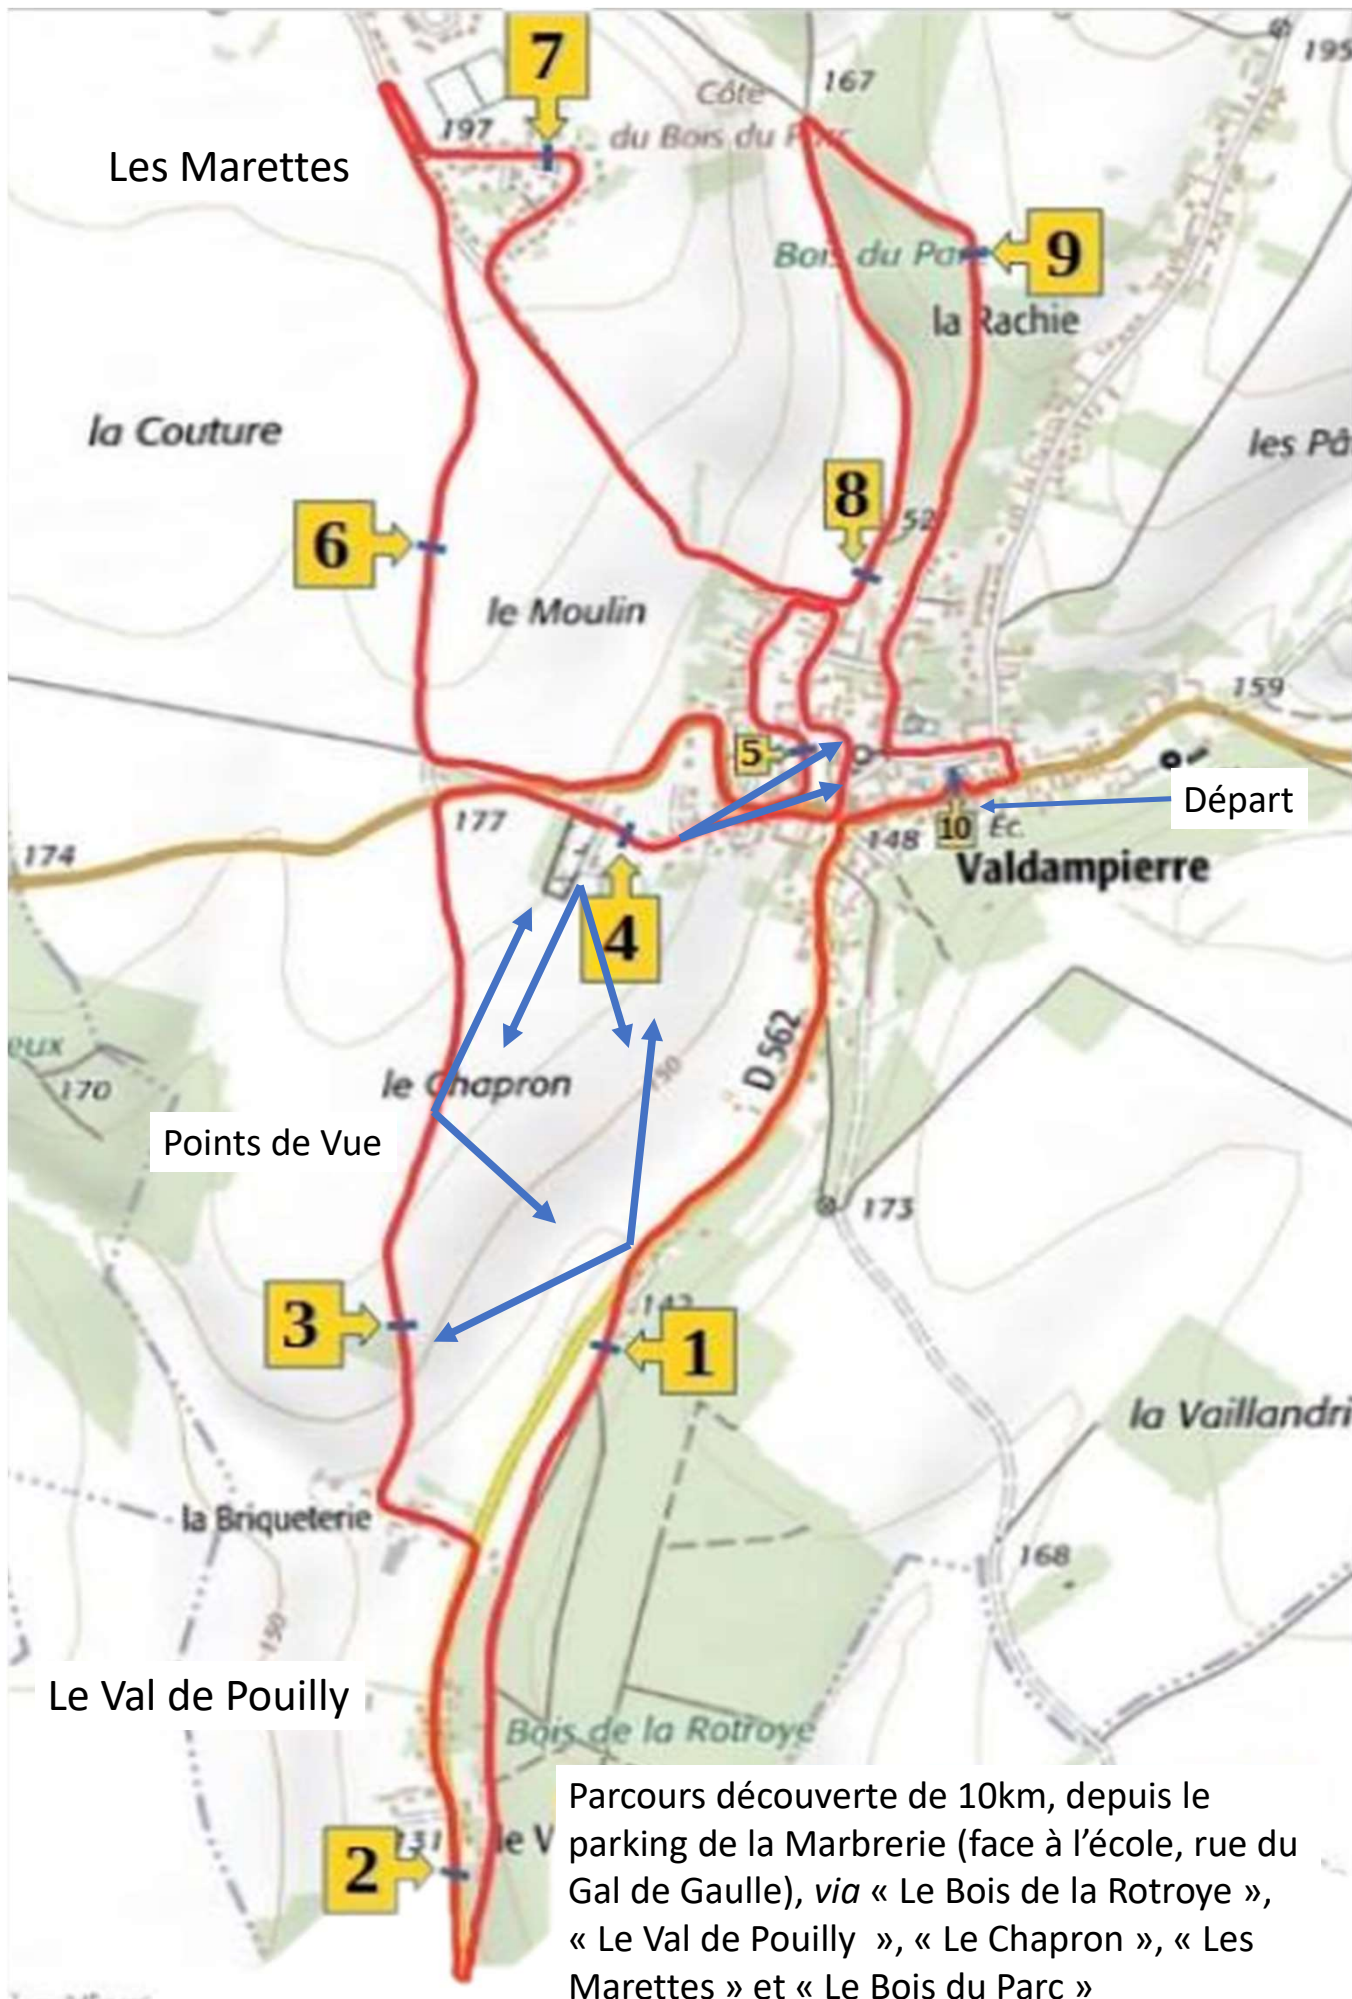 7
Côte
167
195
197
du Bois du Parc
Les Marettes
Bois du Parc
9
la Rachie
la Couture
les Pâ
8
52
6
le Moulin
159
5
Départ
177
148
10
Éc.
174
Valdampierre
4
D 562
eux
170
le Chapron
150
Points de Vue
173
3
142
1
la Vaillandri
la Briqueterie
168
150
Le Val de Pouilly
Bois de la Rotroye
131
le V
2
Parcours découverte de 10km, depuis le
parking de la Marbrerie (face à l’école, rue du
Gal de Gaulle), via « Le Bois de la Rotroye »,
« Le Val de Pouilly  », « Le Chapron », « Les
Marettes » et « Le Bois du Parc »